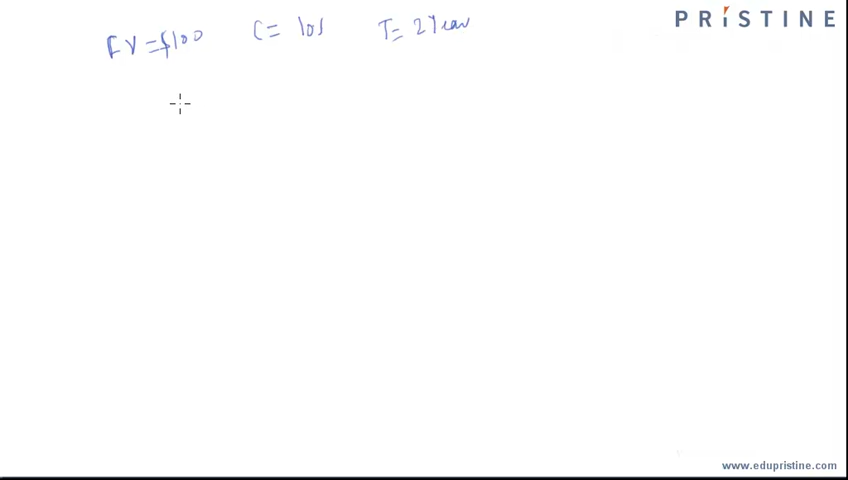 FV = $100 C = 10% T = 2 Year
PRiSTINE
www.edupristine.com